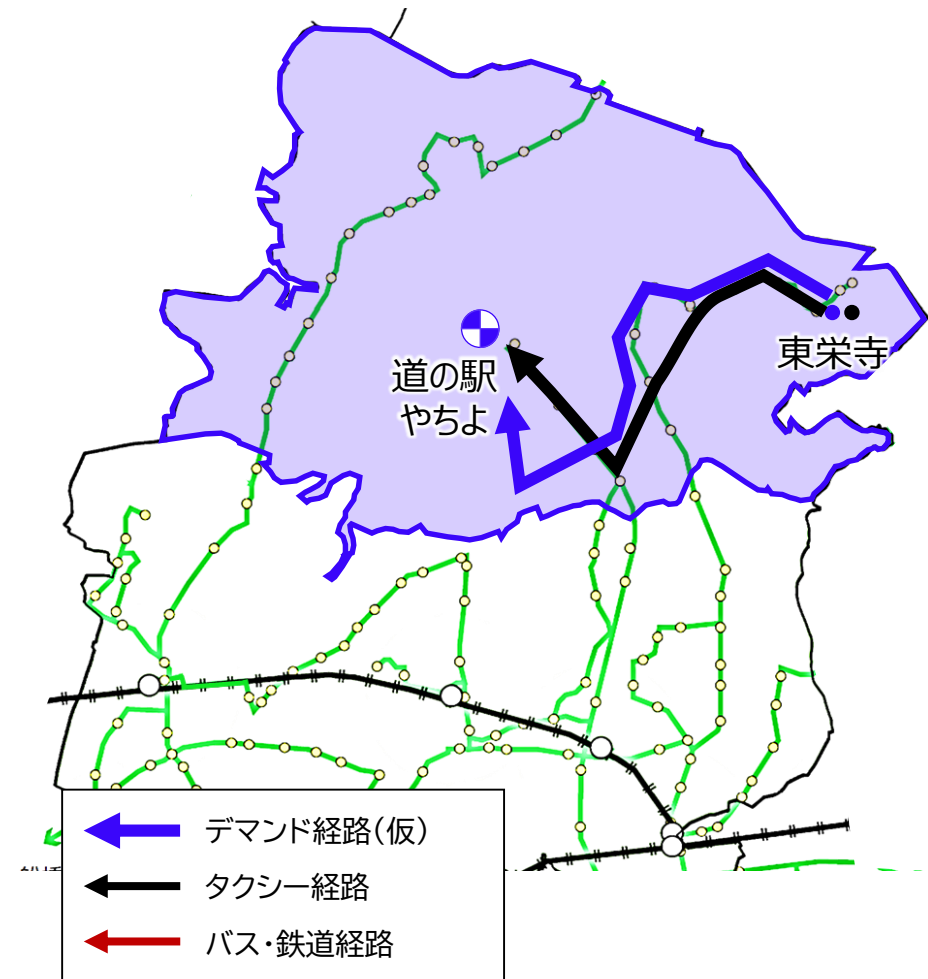 東栄寺
道の駅
やちよ
デマンド経路(仮)
タクシー経路
バス・鉄道経路